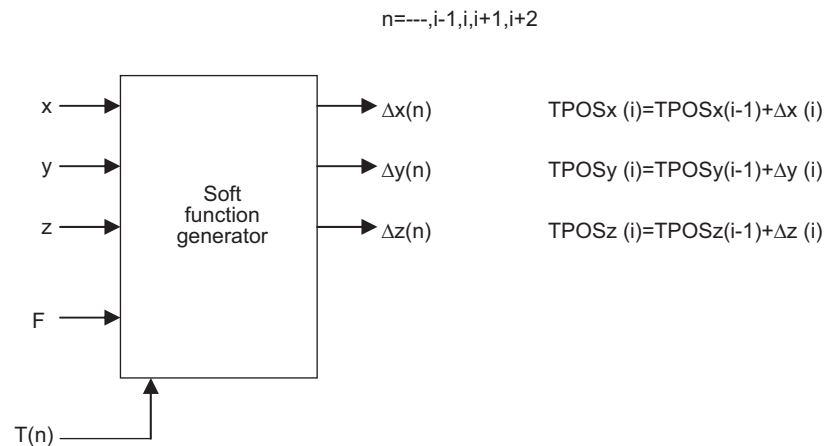 n=---,i-1,i,i+1,i+2
x
Δx(n)
TPOSx (i)=TPOSx(i-1)+Δx (i)
y
Δy(n)
TPOSy (i)=TPOSy(i-1)+Δy (i)
Soft
function
generator
z
Δz(n)
TPOSz (i)=TPOSz(i-1)+Δz (i)
F
T(n)